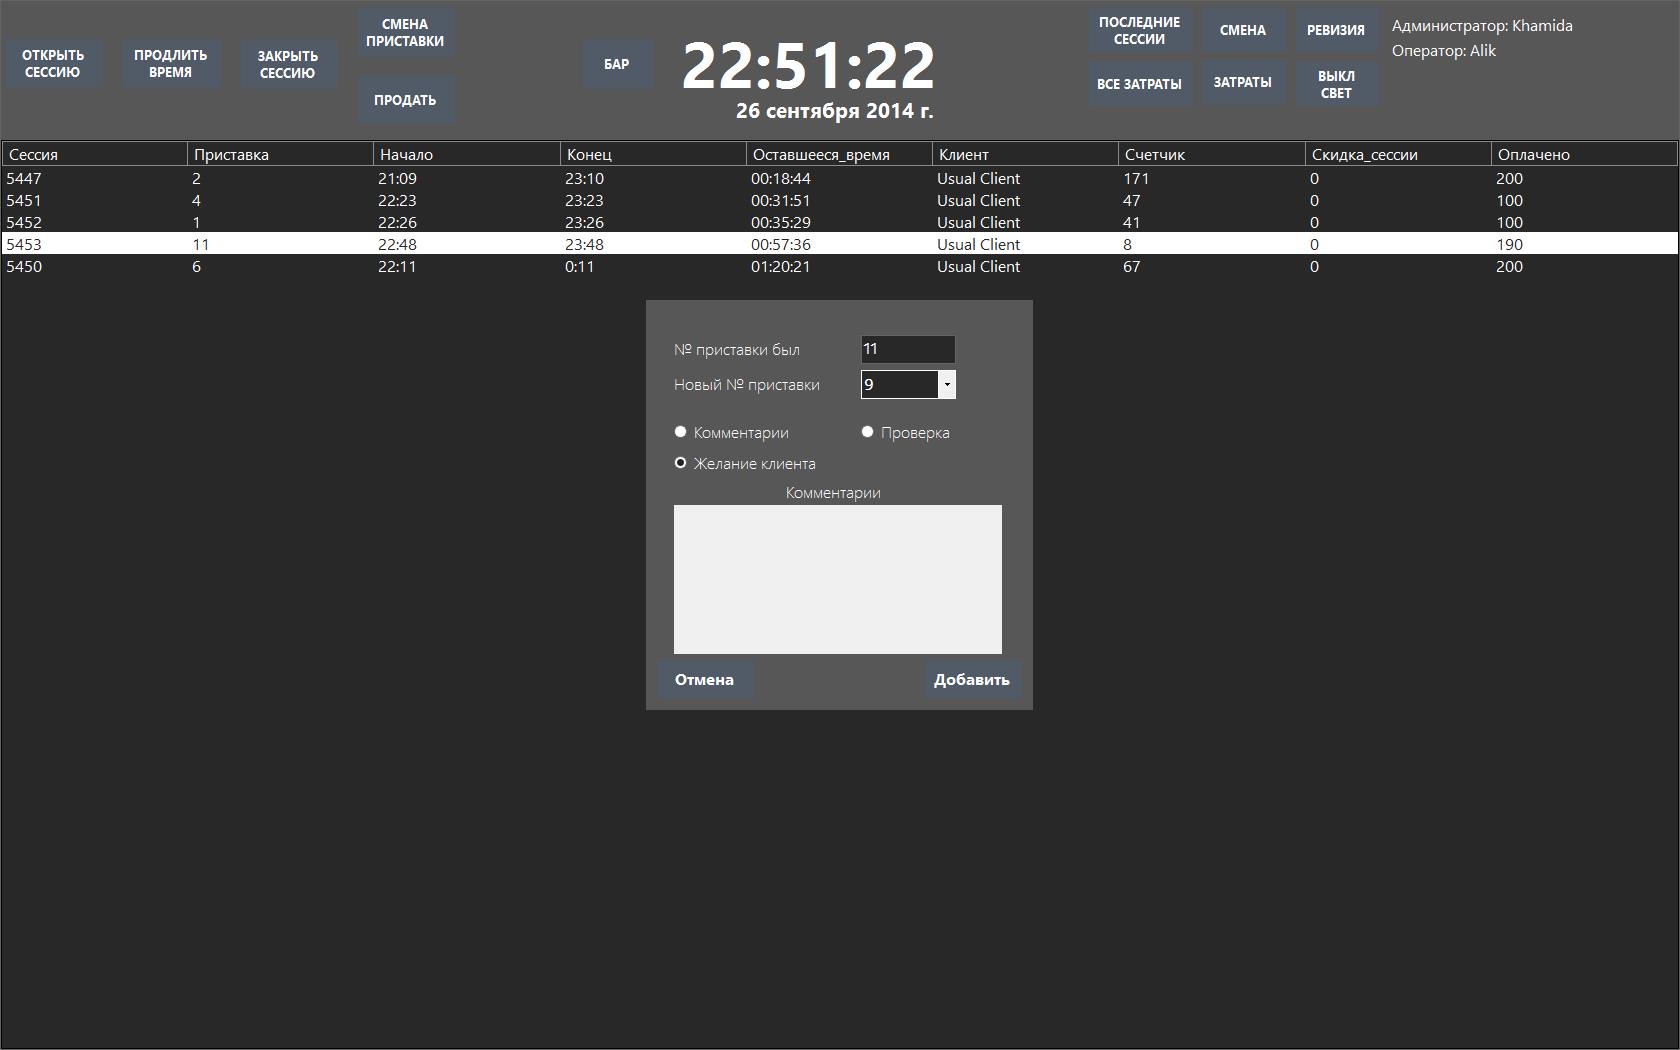 ОТКРЫТЬ
СЕССИЮ
ПРОДЛИТЬ
ВРЕМЯ
ЗАКРЫТЬ
СЕССИЮ
СМЕНА
ПРИСТАВКИ
ПРОДАТЬ
БАР
22:51:22
26 сентября 2014 г.
ПОСЛЕДНИЕ
СЕССИИ
СМЕНА
РЕВИЗИЯ
ВСЕ ЗАТРАТЫ
ЗАТРАТЫ
ВЫКЛ
СВЕТ
Администратор: Khamida
Оператор: Alik
Сессия Приставка Начало Конец Оставшееся_время Клиент Счетчик Скидка_сессии Оплачено
5447 2 21:09 23:10 00:18:44 Usual Client 171 0 200
5451 4 22:23 23:23 00:31:51 Usual Client 47 0 100
5452 1 22:26 23:26 00:35:29 Usual Client 41 0 100
5453 11 22:48 23:48 00:57:36 Usual Client 8 0 190
5450 6 22:11 0:11 01:20:21 Usual Client 67 0 200
№ приставки был 11
Новый № приставки 9
Комментарии Проверка
Желание клиента
Комментарии
Отмена Добавить